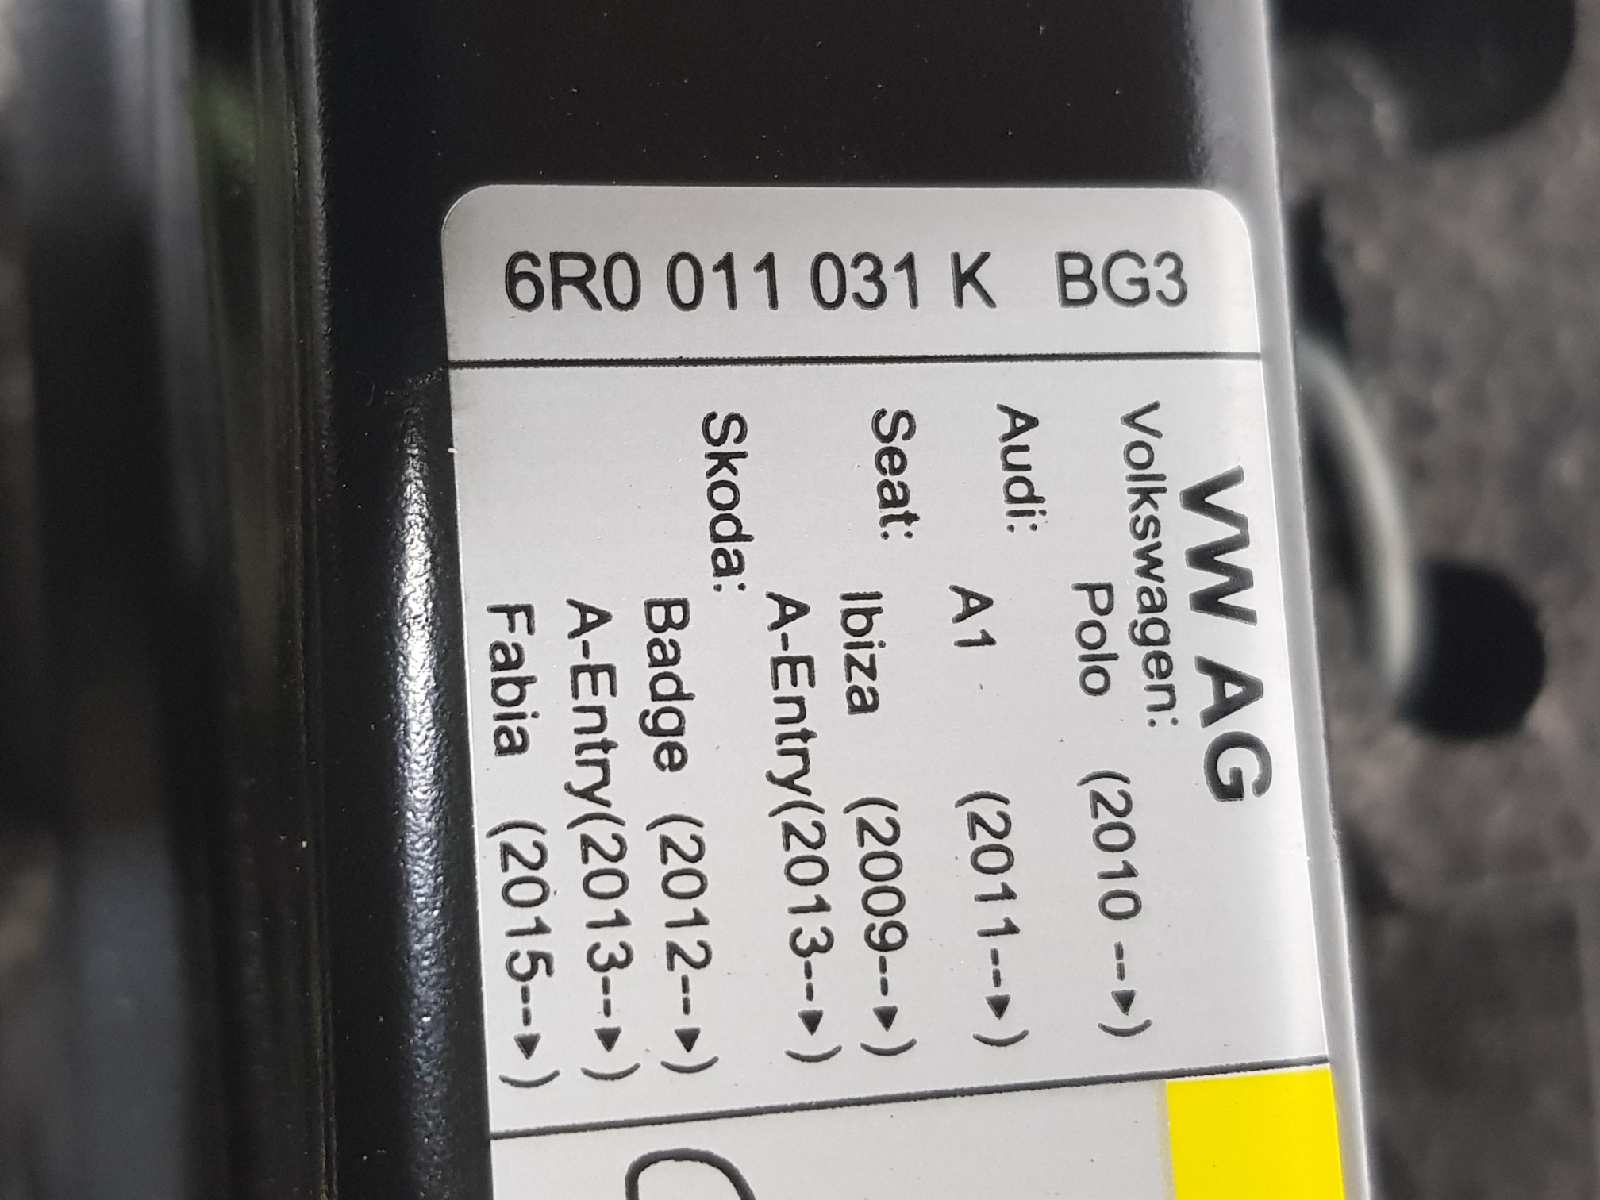 6R0 011 031 K BG3
VW AG
Volkswagen:
Polo (2010 --►)
Audi:
A1 (2011--►)
Seat:
Ibiza (2009--►)
A-Entry(2013--►)
Skoda:
Badge (2012--►)
A-Entry(2013--►)
Fabia (2015--►)